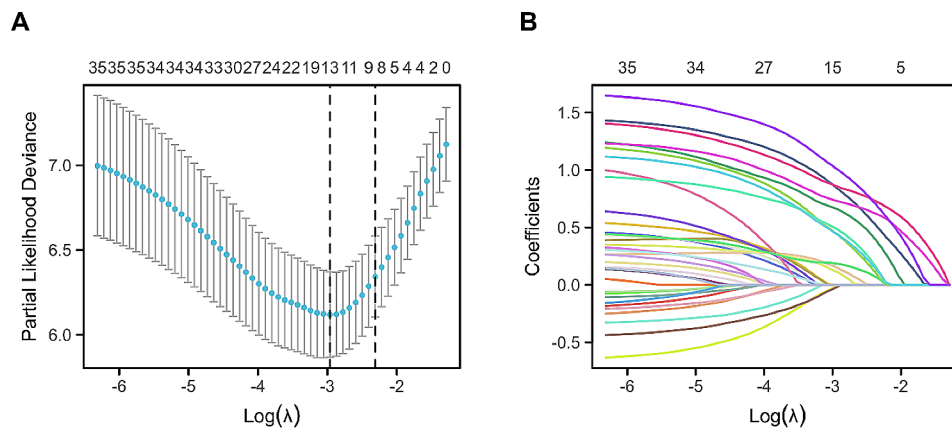 A
35 35 35 34 34 34 33 30 27 24 22 19 13 11 9 8 5 4 4 2 0
Partial Likelihood Deviance
7.0
6.5
6.0
-6 -5 -4 -3 -2
Log(λ)
B
35 34 27 15 5
Coefficients
1.5
1.0
0.5
0.0
-0.5
-6 -5 -4 -3 -2
Log(λ)